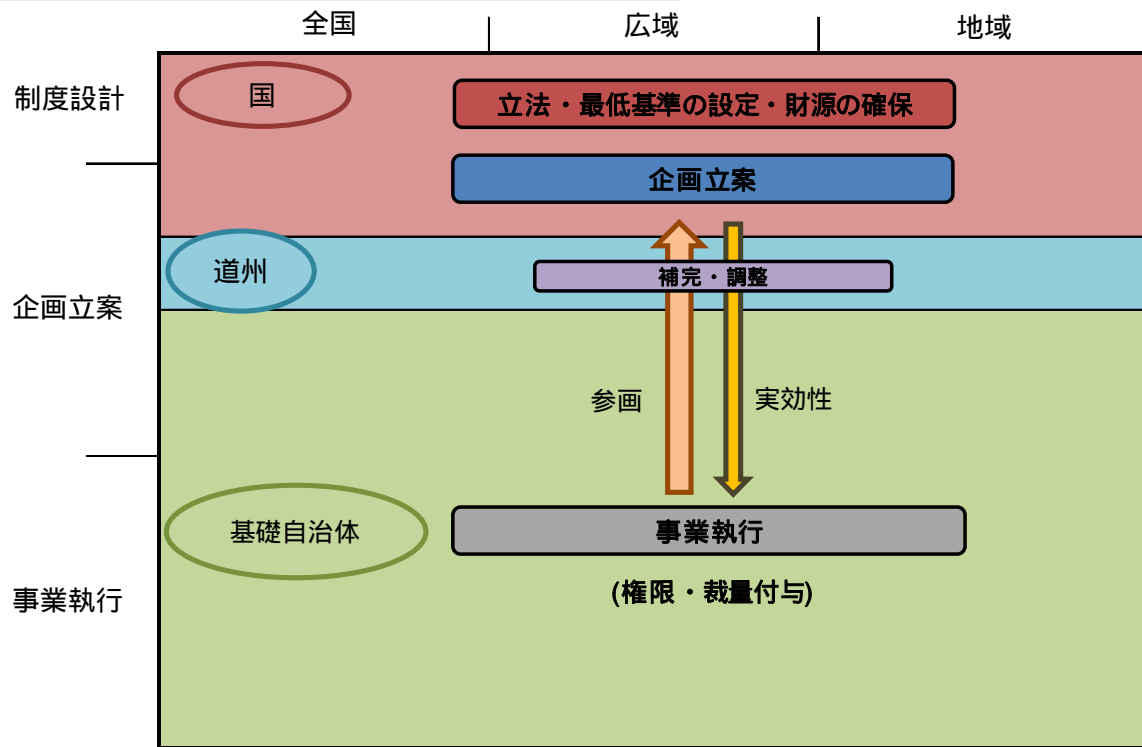 全国
広域
地域
制度設計
国
立法・最低基準の設定・財源の確保
企画立案
道州
補完・調整
企画立案
参画
実効性
基礎自治体
事業執行
事業執行
(権限・裁量付与)